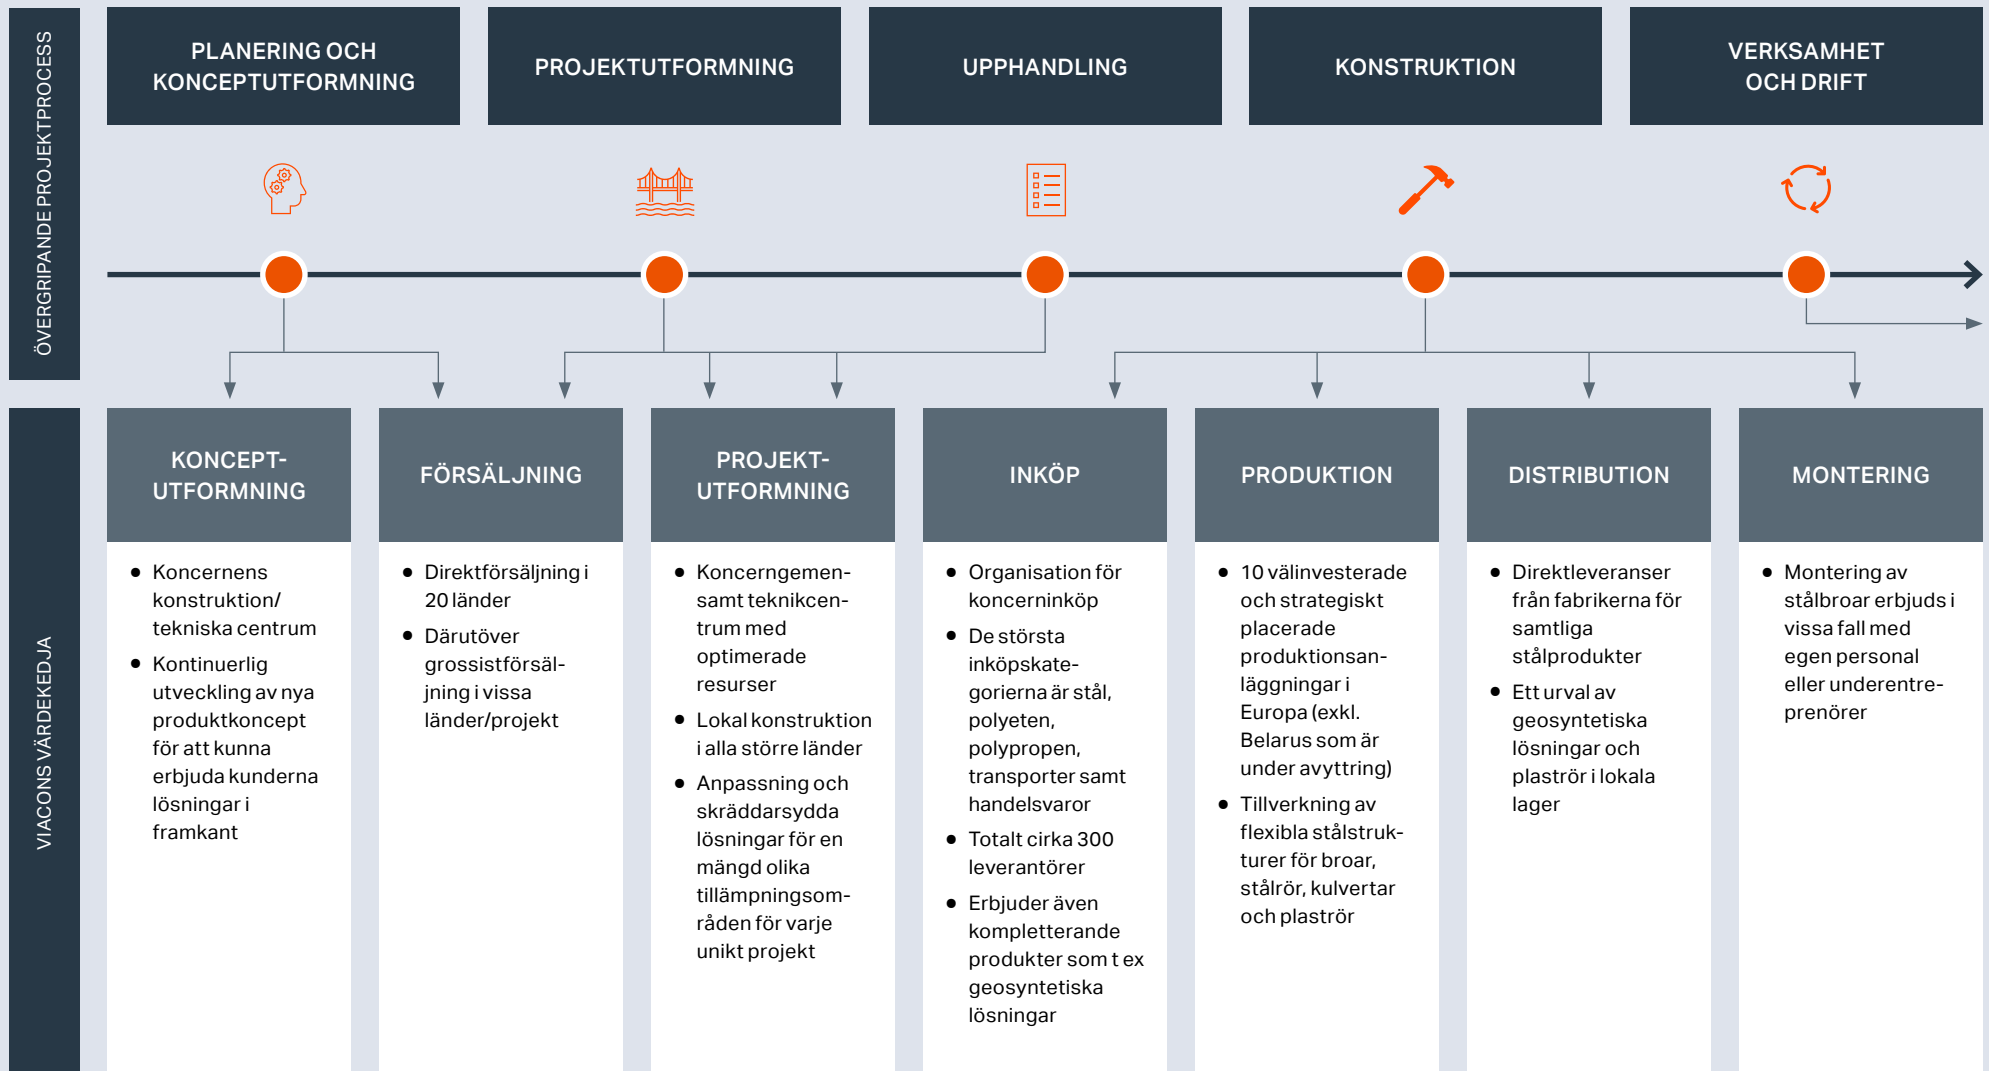 ÖVERGRIPANDE PROJEKTPROCESS
PLANERING OCH
KONCEPTUTFORMNING
PROJEKTUTFORMNING
UPPHANDLING
KONSTRUKTION
VERKSAMHET
OCH DRIFT
VIACONS VÄRDEKEDJA
KONCEPT-
UTFORMNING
• Koncernens
konstruktion/
tekniska centrum
• Kontinuerlig
utveckling av nya
produktkoncept
för att kunna
erbjuda kunderna
lösningar i
framkant
FÖRSÄLJNING
• Direktförsäljning i
20 länder
• Därutöver
grossistförsäl-
jning i vissa
länder/projekt
PROJEKT-
UTFORMNING
• Koncerngemen-
samt teknikcen-
trum med
optimerade
resurser
• Lokal konstruktion
i alla större länder
• Anpassning och
skräddarsydda
lösningar för en
mängd olika
tillämpningsom-
råden för varje
unikt projekt
INKÖP
• Organisation för
koncerninköp
• De största
inköpskate-
gorierna är stål,
polyeten,
polypropen,
transporter samt
handelsvaror
• Totalt cirka 300
leverantörer
• Erbjuder även
kompletterande
produkter som t ex
geosyntetiska
lösningar
PRODUKTION
• 10 välinvesterade
och strategiskt
placerade
produktionsan-
läggningar i
Europa (exkl.
Belarus som är
under avyttring)
• Tillverkning av
flexibla stålstruk-
turer för broar,
stålrör, kulvertar
och plaströr
DISTRIBUTION
• Direktleveranser
från fabrikerna för
samtliga
stålprodukter
• Ett urval av
geosyntetiska
lösningar och
plaströr i lokala
lager
MONTERING
• Montering av
stålbroar erbjuds i
vissa fall med
egen personal
eller underentre-
prenörer